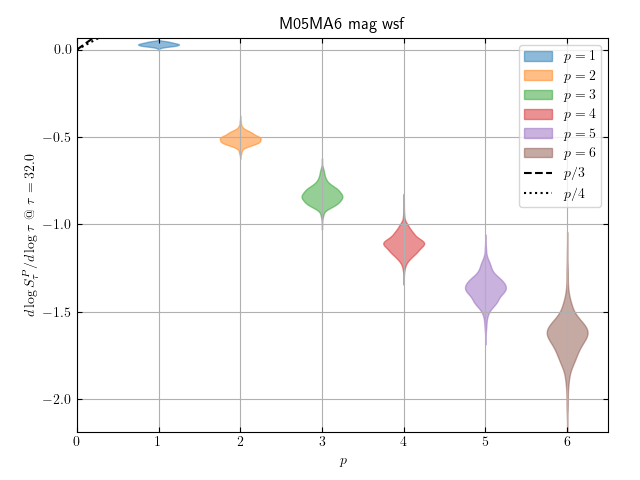 M05MA6 mag wsf
d log S_τ^P / d log τ @ τ = 32.0
0.0
−0.5
−1.0
−1.5
−2.0
0 1 2 3 4 5 6
p
p = 1
p = 2
p = 3
p = 4
p = 5
p = 6
p/3
p/4